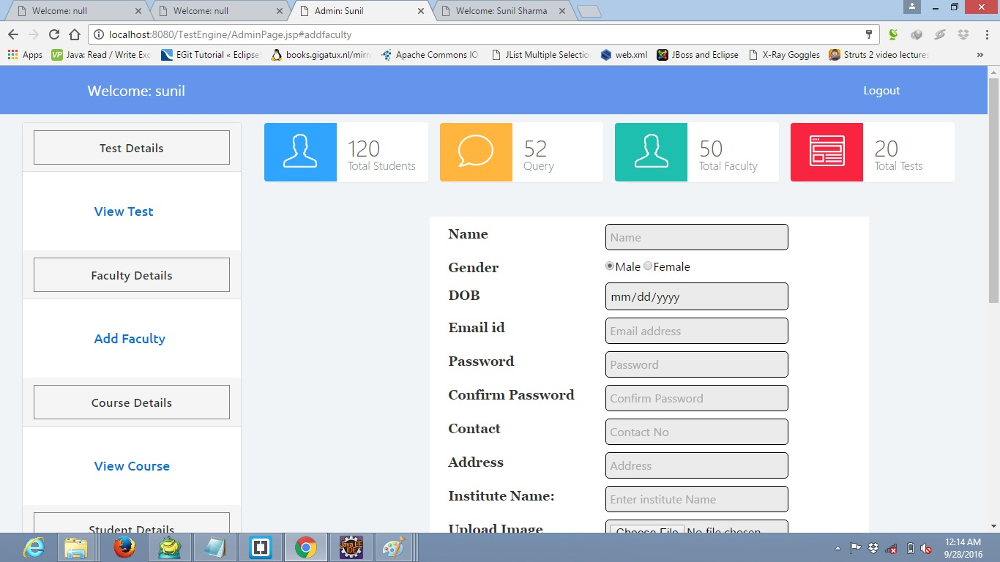 Welcome: null
Welcome: null
Admin: Sunil
Welcome: Sunil Sharma
localhost:8080/TestEngine/AdminPage.jsp#addfaculty
Apps
VP Java: Read / Write Exc
EGit Tutorial « Eclipse
books.gigatux.nl/mirr
Apache Commons IO
JList Multiple Selectio
web.xml
JBoss and Eclipse
X-Ray Goggles
Struts 2 video lectures
»
Welcome: sunil
Logout
Test Details
View Test
Faculty Details
Add Faculty
Course Details
View Course
Student Details
120
Total Students
52
Query
50
Total Faculty
20
Total Tests
Name
Name
Gender
Male Female
DOB
mm/dd/yyyy
Email id
Email address
Password
Password
Confirm Password
Confirm Password
Contact
Contact No
Address
Address
Institute Name:
Enter institute Name
Upload Image
Choose File No file chosen
Java EE
IDE
12:14 AM
9/28/2016